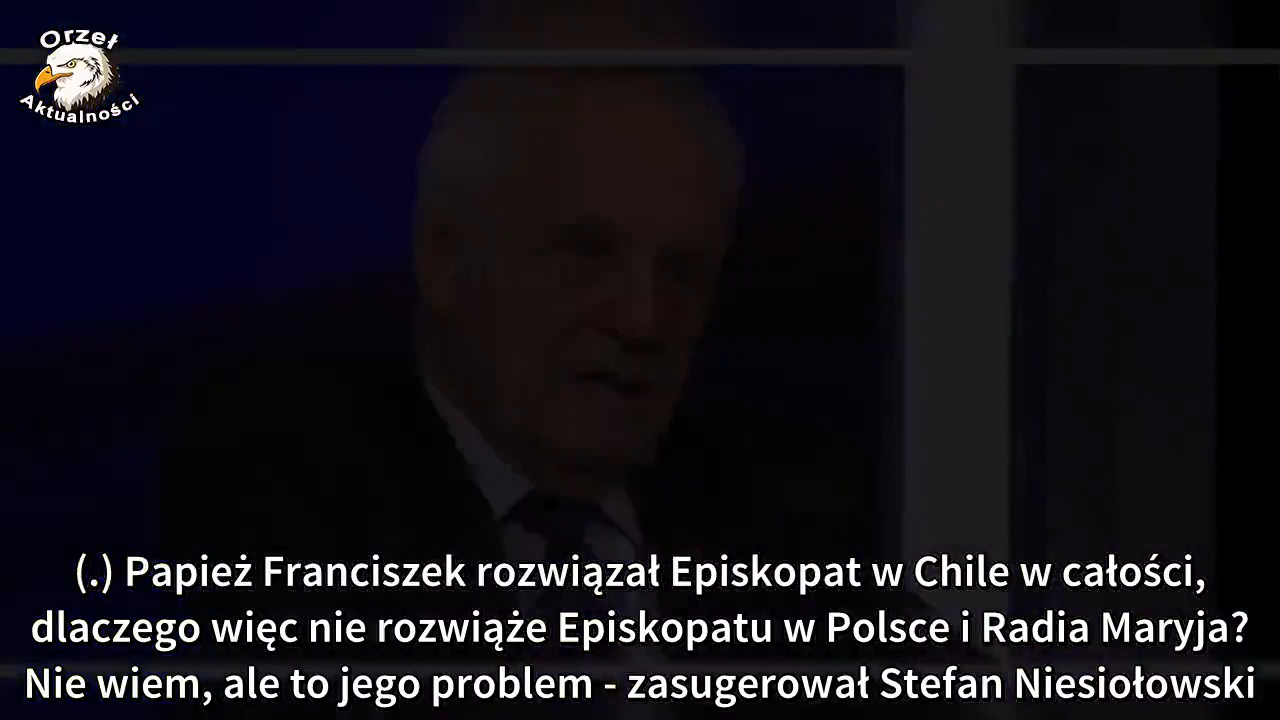 Orzeł
Aktualności
(.) Papież Franciszek rozwiązał Episkopat w Chile w całości,
dlaczego więc nie rozwiąże Episkopatu w Polsce i Radia Maryja?
Nie wiem, ale to jego problem - zasugerował Stefan Niesiołowski